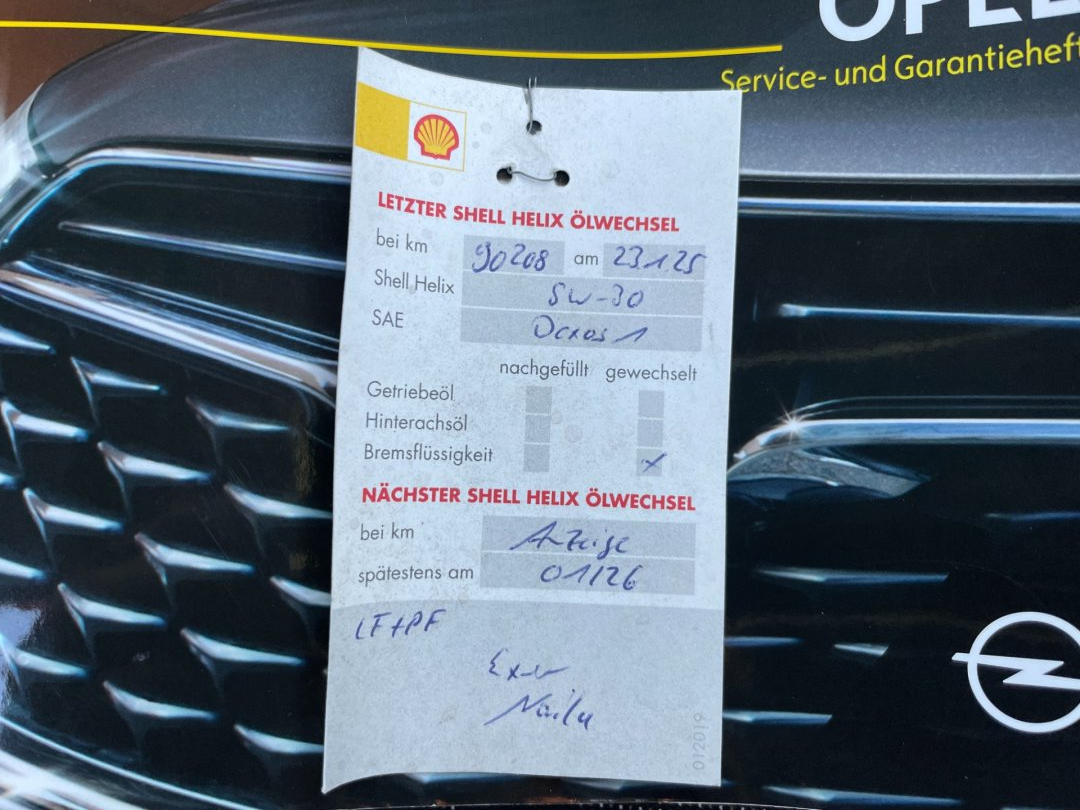 OPEL
Service- und Garantieheft
LETZTER SHELL HELIX ÖLWECHSEL
bei km 90208 am 23.1.25
Shell Helix 5W-30
SAE Dexos 1
nachgefüllt gewechselt
Getriebeöl
Hinterachsöl
Bremsflüssigkeit x
NÄCHSTER SHELL HELIX ÖLWECHSEL
bei km Anzeige
spätestens am 01/26
LF+PF
012019